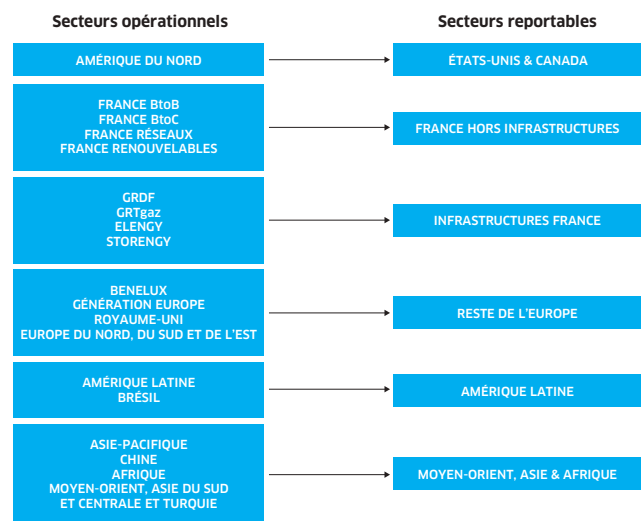 Secteurs opérationnels
Secteurs reportables
AMÉRIQUE DU NORD
ÉTATS-UNIS & CANADA
FRANCE BtoB
FRANCE BtoC
FRANCE RÉSEAUX
FRANCE RENOUVELABLES
FRANCE HORS INFRASTRUCTURES
GRDF
GRTgaz
ELENGY
STORENGY
INFRASTRUCTURES FRANCE
BENELUX
GÉNÉRATION EUROPE
ROYAUME-UNI
EUROPE DU NORD, DU SUD ET DE L'EST
RESTE DE L'EUROPE
AMÉRIQUE LATINE
BRÉSIL
AMÉRIQUE LATINE
ASIE-PACIFIQUE
CHINE
AFRIQUE
MOYEN-ORIENT, ASIE DU SUD
ET CENTRALE ET TURQUIE
MOYEN-ORIENT, ASIE & AFRIQUE